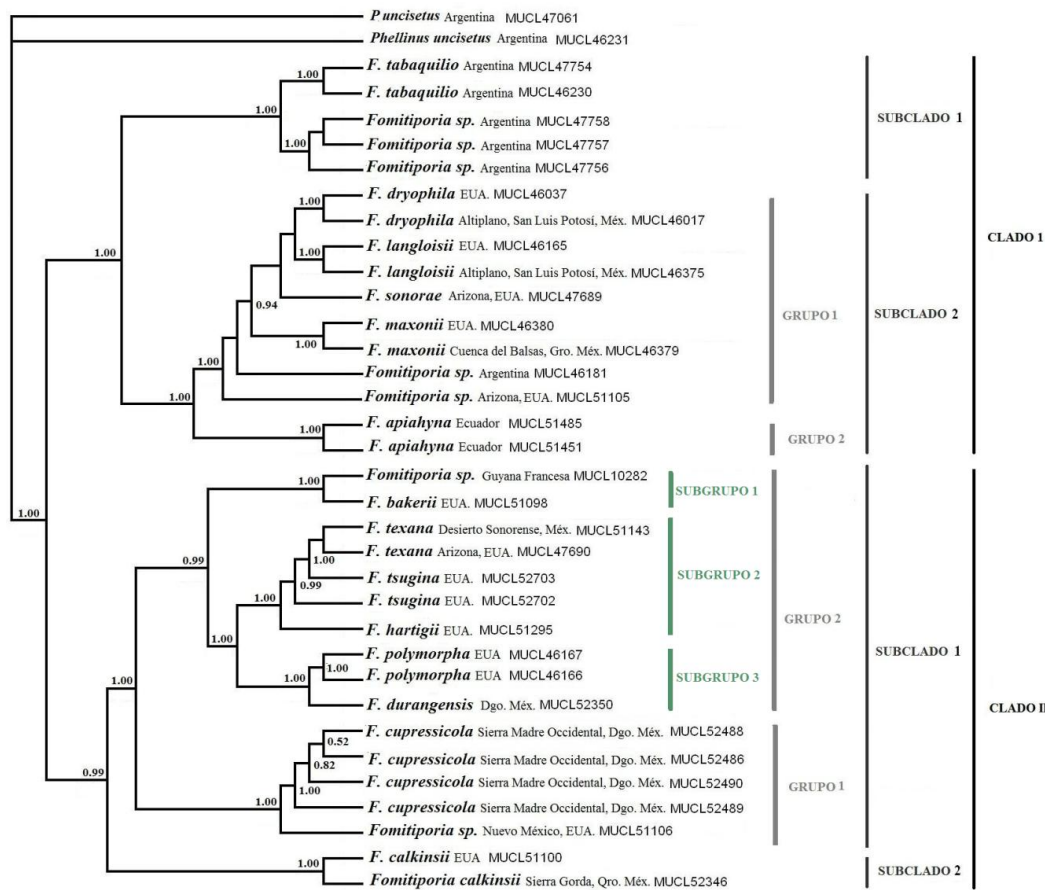 P uncisetus Argentina MUCL47061
Phellinus uncisetus Argentina MUCL46231
F. tabaquilio Argentina MUCL47754
1.00
F. tabaquilio Argentina MUCL46230
1.00
Fomitiporia sp. Argentina MUCL47758
SUBCLADO 1
Fomitiporia sp. Argentina MUCL47757
1.00
Fomitiporia sp. Argentina MUCL47756
F. dryophila EUA. MUCL46037
1.00
F. dryophila Altiplano, San Luis Potosí, Méx. MUCL46017
CLADO 1
F. langloisii EUA. MUCL46165
1.00
1.00
F. langloisii Altiplano, San Luis Potosí, Méx. MUCL46375
F. sonorae Arizona, EUA. MUCL47689
0.94
GRUPO 1
SUBCLADO 2
F. maxonii EUA. MUCL46380
1.00
F. maxonii Cuenca del Balsas, Gro. Méx. MUCL46379
1.00
Fomitiporia sp. Argentina MUCL46181
Fomitiporia sp. Arizona, EUA. MUCL51105
1.00
F. apiahyna Ecuador MUCL51485
1.00
GRUPO 2
F. apiahyna Ecuador MUCL51451
Fomitiporia sp. Guyana Francesa MUCL10282
1.00
SUBGRUPO 1
F. bakerii EUA. MUCL51098
1.00
F. texana Desierto Sonorense, Méx. MUCL51143
F. texana Arizona, EUA. MUCL47690
1.00
0.99
SUBGRUPO 2
F. tsugina EUA. MUCL52703
0.99
F. tsugina EUA. MUCL52702
1.00
GRUPO 2
F. hartigii EUA. MUCL51295
1.00
F. polymorpha EUA MUCL46167
SUBCLADO 1
1.00
F. polymorpha EUA MUCL46166
SUBGRUPO 3
1.00
1.00
F. durangensis Dgo. Méx. MUCL52350
CLADO II
F. cupressicola Sierra Madre Occidental, Dgo. Méx. MUCL52488
0.52
F. cupressicola Sierra Madre Occidental, Dgo. Méx. MUCL52486
0.82
0.99
F. cupressicola Sierra Madre Occidental, Dgo. Méx. MUCL52490
GRUPO 1
1.00
F. cupressicola Sierra Madre Occidental, Dgo. Méx. MUCL52489
1.00
Fomitiporia sp. Nuevo México, EUA. MUCL51106
F. calkinsii EUA MUCL51100
1.00
SUBCLADO 2
Fomitiporia calkinsii Sierra Gorda, Qro. Méx. MUCL52346